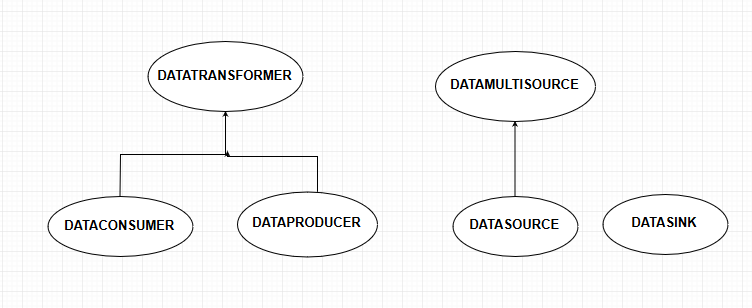 DATATRANSFORMER
DATAMULTISOURCE
DATACONSUMER
DATAPRODUCER
DATASOURCE
DATASINK